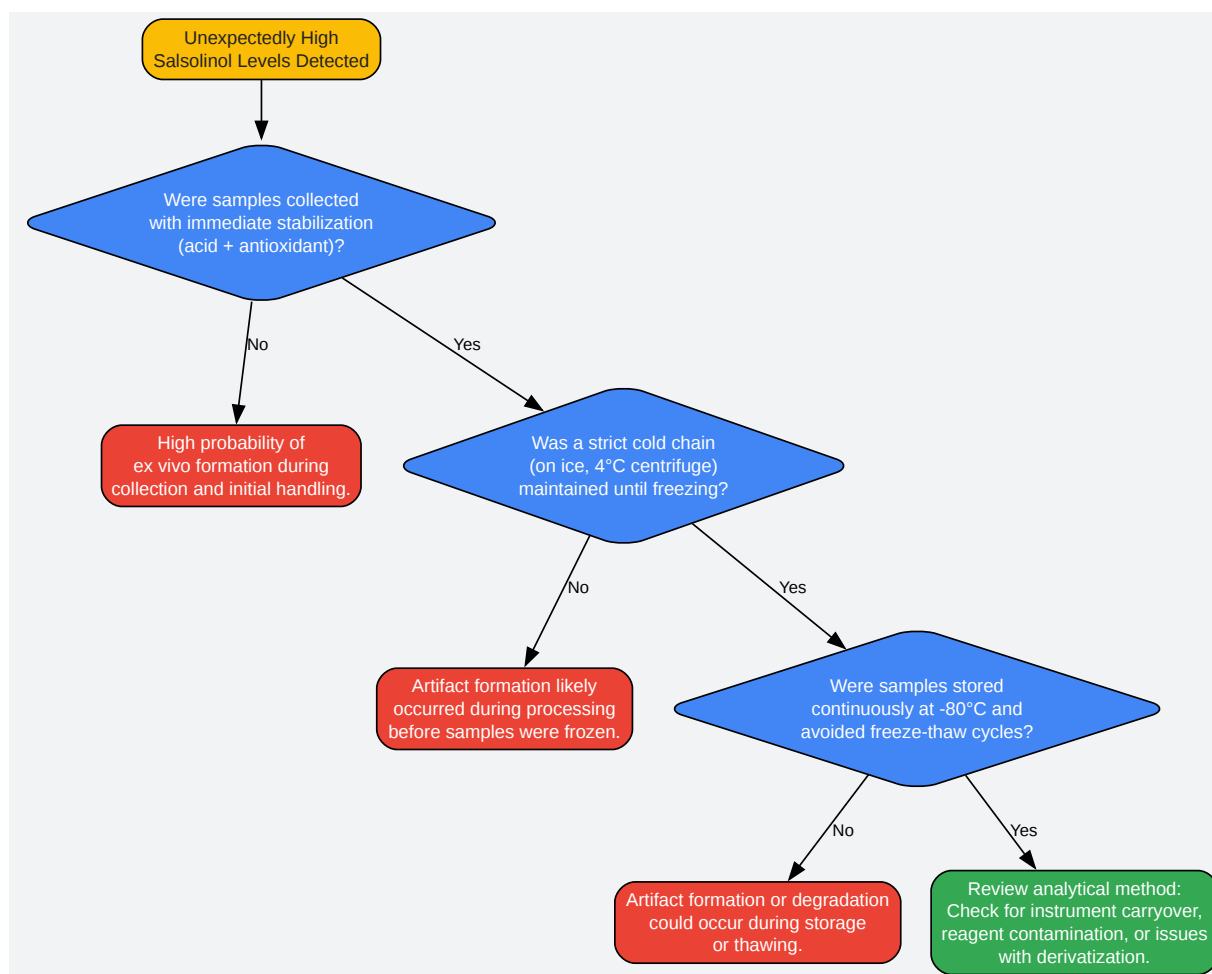 Unexpectedly High
Salsolinol Levels Detected
Were samples collected
with immediate stabilization
(acid + antioxidant)?
No
Yes
High probability of
ex vivo formation during
collection and initial handling.
Was a strict cold chain
(on ice, 4°C centrifuge)
maintained until freezing?
No
Yes
Artifact formation likely
occurred during processing
before samples were frozen.
Were samples stored
continuously at -80°C and
avoided freeze-thaw cycles?
No
Yes
Artifact formation or degradation
could occur during storage
or thawing.
Review analytical method:
Check for instrument carryover,
reagent contamination, or issues
with derivatization.